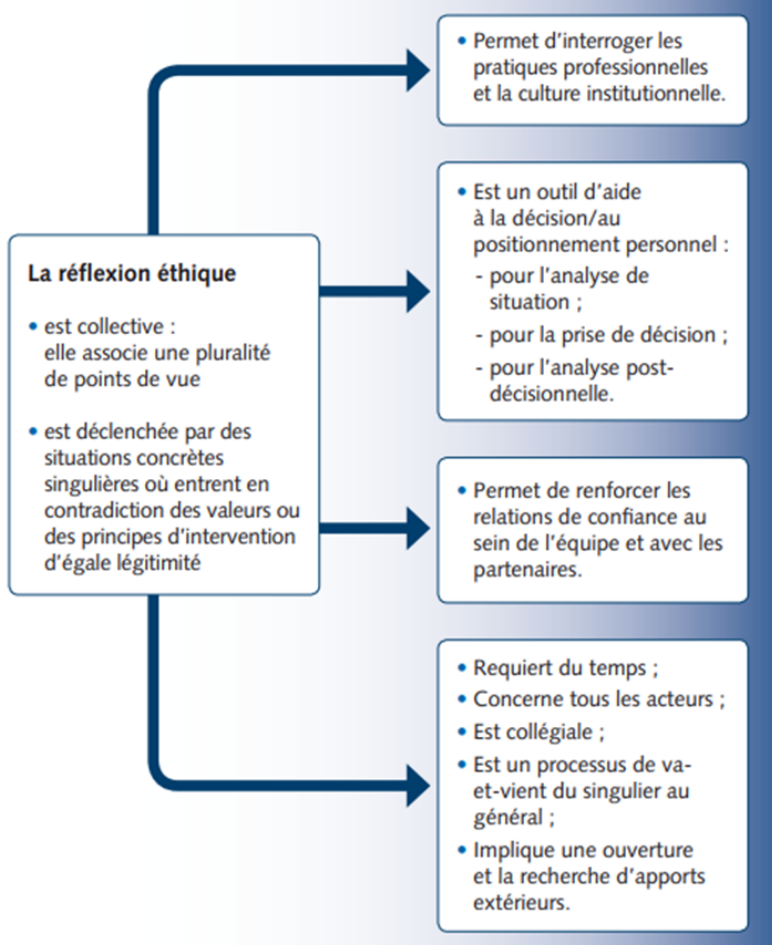 La réflexion éthique
• est collective :
elle associe une pluralité
de points de vue
• est déclenchée par des
situations concrètes
singulières où entrent en
contradiction des valeurs ou
des principes d'intervention
d'égale légitimité
• Permet d'interroger les
pratiques professionnelles
et la culture institutionnelle.
• Est un outil d'aide
à la décision/au
positionnement personnel :
- pour l'analyse de
situation ;
- pour la prise de décision ;
- pour l'analyse post-
décisionnelle.
• Permet de renforcer les
relations de confiance au
sein de l'équipe et avec les
partenaires.
• Requiert du temps ;
• Concerne tous les acteurs ;
• Est collégiale ;
• Est un processus de va-
et-vient du singulier au
général ;
• Implique une ouverture
et la recherche d'apports
extérieurs.